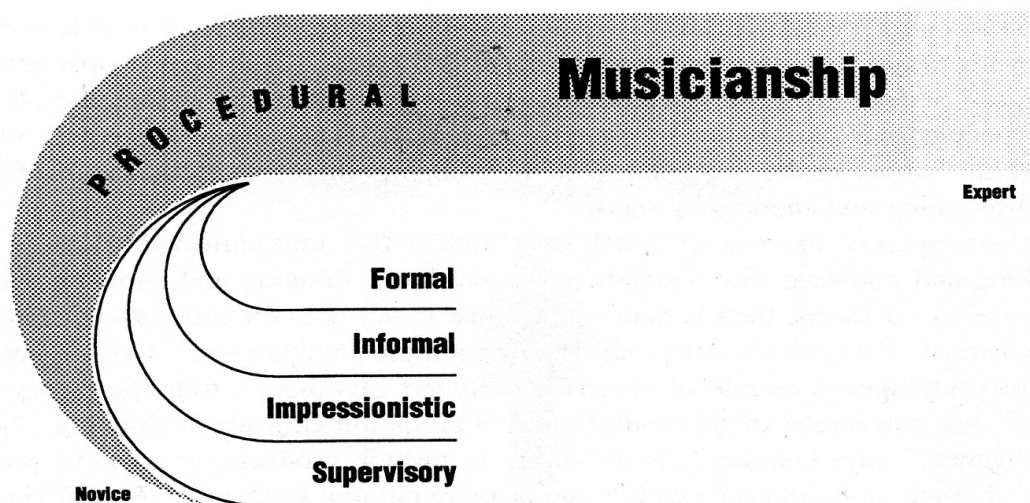 PROCEDURAL Musicianship
Expert
Formal
Informal
Impressionistic
Supervisory
Novice